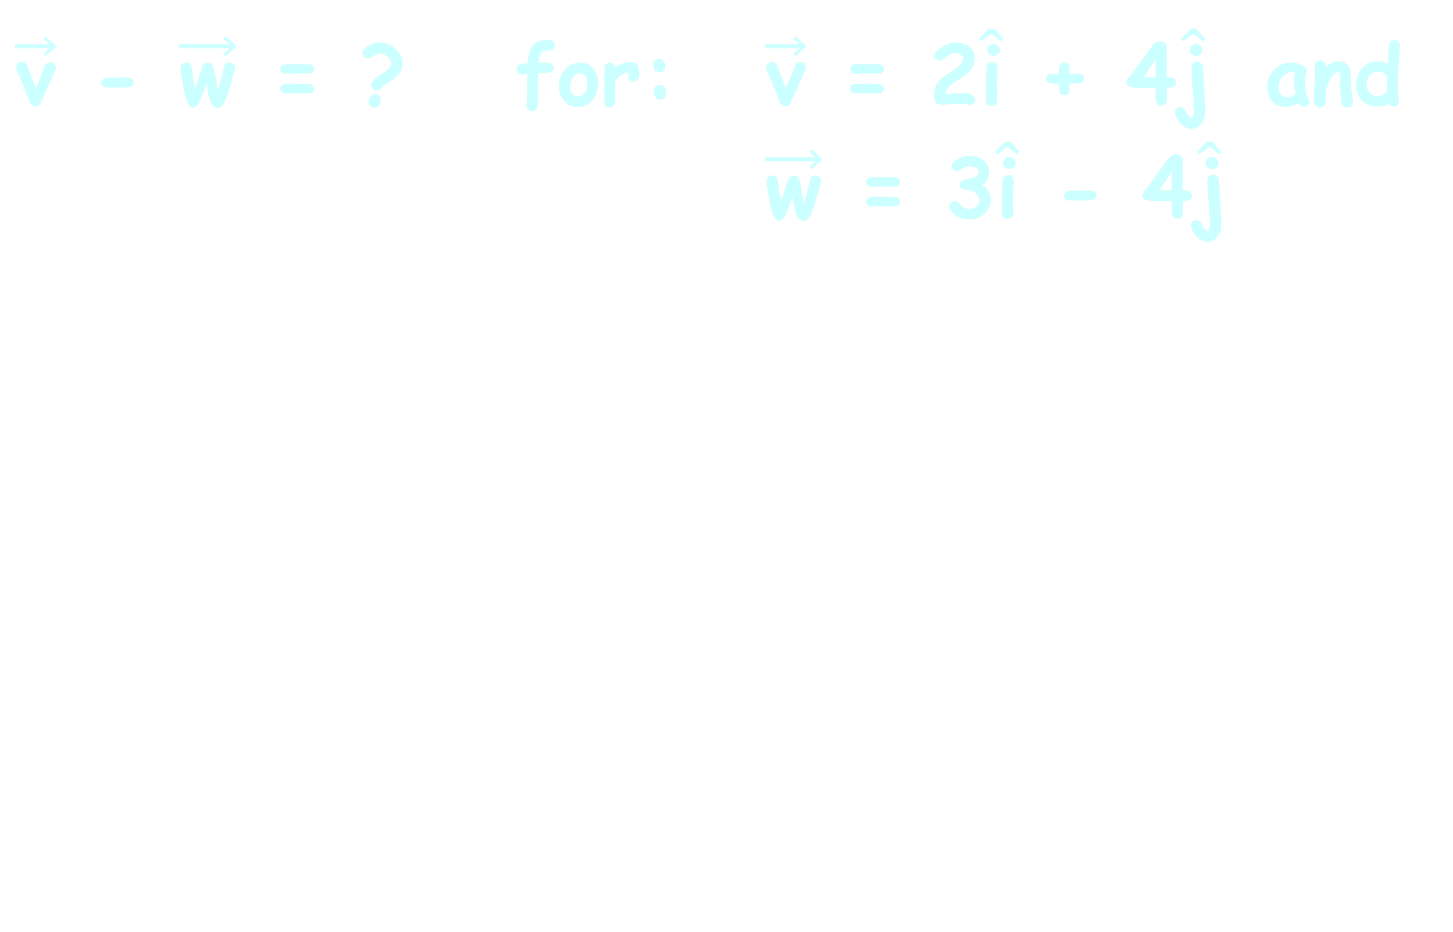 v⃗ - w⃗ = ? for: v⃗ = 2î + 4ĵ and
w⃗ = 3î - 4ĵ